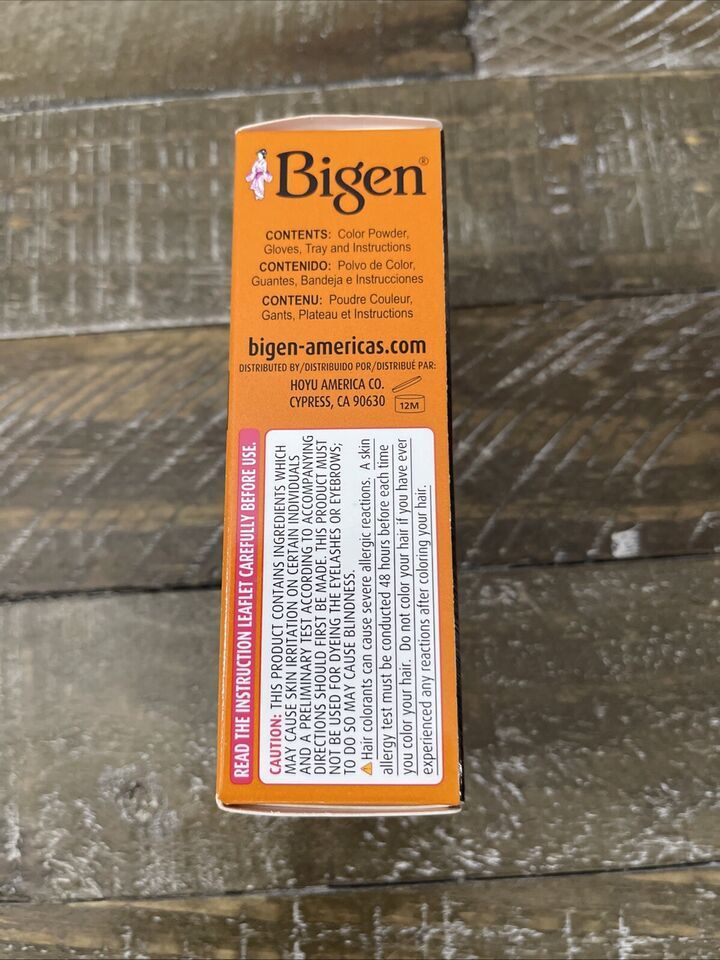 Bigen®
CONTENTS: Color Powder,
Gloves, Tray and Instructions
CONTENIDO: Polvo de Color,
Guantes, Bandeja e Instrucciones
CONTENU: Poudre Couleur,
Gants, Plateau et Instructions
bigen-americas.com
DISTRIBUTED BY/DISTRIBUIDO POR/DISTRIBUÉ PAR:
HOYU AMERICA CO.
CYPRESS, CA 90630
12M
READ THE INSTRUCTION LEAFLET CAREFULLY BEFORE USE.
CAUTION: THIS PRODUCT CONTAINS INGREDIENTS WHICH
MAY CAUSE SKIN IRRITATION ON CERTAIN INDIVIDUALS
AND A PRELIMINARY TEST ACCORDING TO ACCOMPANYING
DIRECTIONS SHOULD FIRST BE MADE. THIS PRODUCT MUST
NOT BE USED FOR DYEING THE EYELASHES OR EYEBROWS;
TO DO SO MAY CAUSE BLINDNESS.
Hair colorants can cause severe allergic reactions. A skin
allergy test must be conducted 48 hours before each time
you color your hair. Do not color your hair if you have ever
experienced any reactions after coloring your hair.